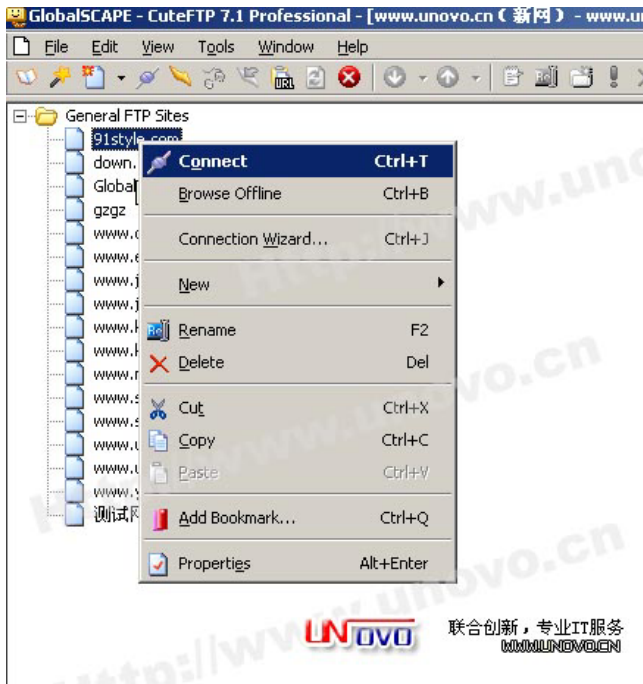 GlobalSCAPE - CuteFTP 7.1 Professional - [www.unovo.cn ( 新网 ) - www.u
File Edit View Tools Window Help
General FTP Sites
91style.com
Connect Ctrl+T
down.
Browse Offline Ctrl+B
Global
gzgz
Connection Wizard... Ctrl+J
www.
www.e
www.j
New
www.j
www.
Rename F2
www.
Delete Del
www.
www.s
Cut Ctrl+X
www.
Copy Ctrl+C
www.
www.
Paste Ctrl+V
www.y
测试
Add Bookmark... Ctrl+Q
Properties Alt+Enter
Http://www.unovo.cn
UNOVO
联合创新,专业IT服务
WWW.UNOVO.CN